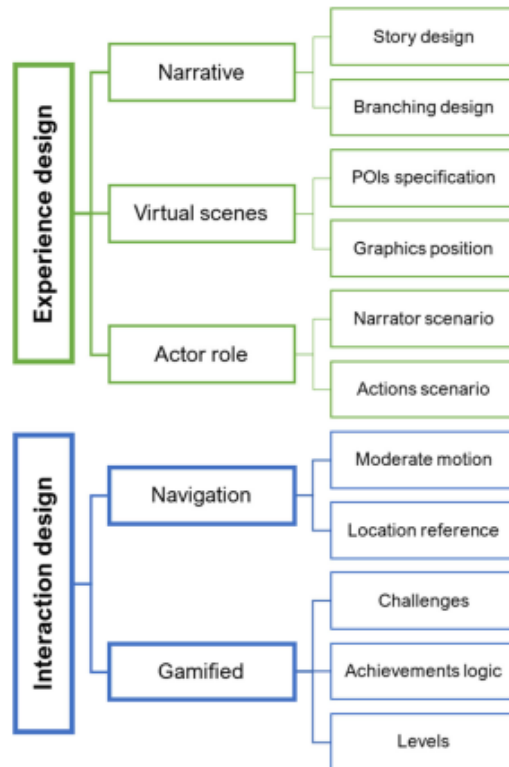 Experience design
Narrative
Story design
Branching design
Virtual scenes
POIs specification
Graphics position
Actor role
Narrator scenario
Actions scenario
Interaction design
Navigation
Moderate motion
Location reference
Gamified
Challenges
Achievements logic
Levels